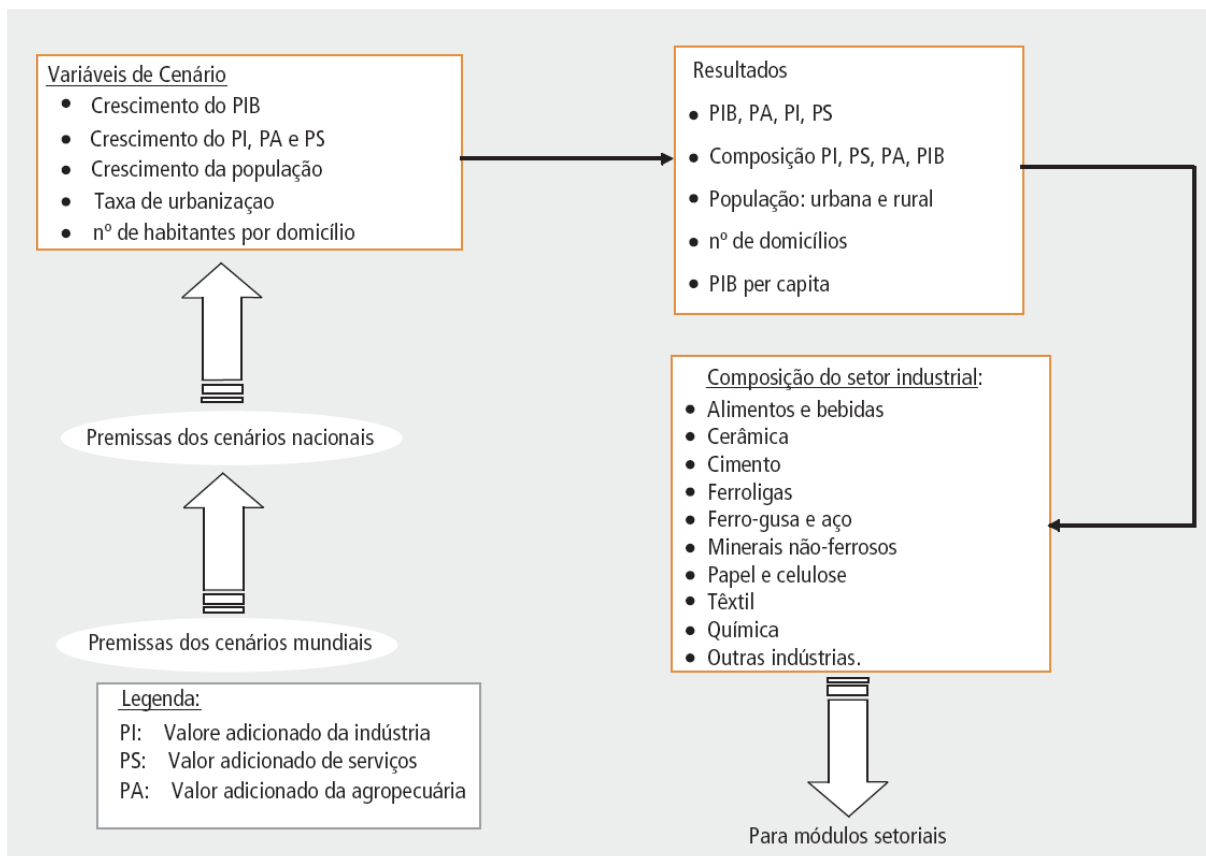 Variáveis de Cenário
• Crescimento do PIB
• Crescimento do PI, PA e PS
• Crescimento da população
• Taxa de urbanizaçao
• nº de habitantes por domicílio
Premissas dos cenários nacionais
Premissas dos cenários mundiais
Legenda:
PI: Valore adicionado da indústria
PS: Valor adicionado de serviços
PA: Valor adicionado da agropecuária
Resultados
• PIB, PA, PI, PS
• Composição PI, PS, PA, PIB
• População: urbana e rural
• nº de domicílios
• PIB per capita
Composição do setor industrial:
• Alimentos e bebidas
• Cerâmica
• Cimento
• Ferroligas
• Ferro-gusa e aço
• Minerais não-ferrosos
• Papel e celulose
• Têxtil
• Química
• Outras indústrias.
Para módulos setoriais